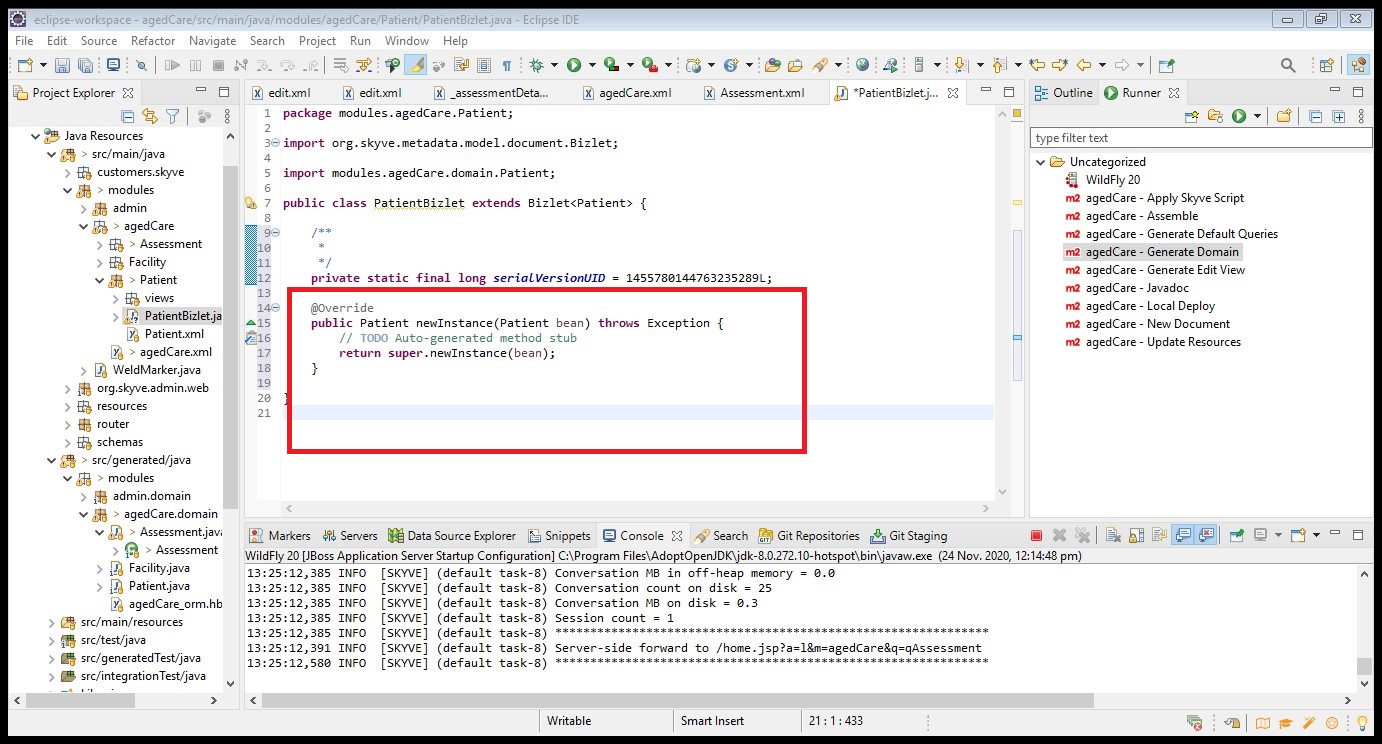 eclipse-workspace - agedCare/src/main/java/modules/agedCare/Patient/PatientBizlet.java - Eclipse IDE
File Edit Source Refactor Navigate Search Project Run Window Help
Project Explorer
Java Resources
> src/main/java
customers.skyve
> modules
admin
> agedCare
> Assessment
Facility
> Patient
views
PatientBizlet.ja
Patient.xml
> agedCare.xml
WeldMarker.java
org.skyve.admin.web
resources
router
schemas
> src/generated/java
> modules
admin.domain
> agedCare.domain
> Assessment.java
> Assessment
Facility.java
Patient.java
agedCare_orm.hb
src/main/resources
src/test/java
src/generatedTest/java
src/integrationTest/java
edit.xml
edit.xml
_assessmentDeta...
agedCare.xml
Assessment.xml
*PatientBizlet.j...
1 package modules.agedCare.Patient;
2
3 import org.skyve.metadata.model.document.Bizlet;
4
5 import modules.agedCare.domain.Patient;
6
7 public class PatientBizlet extends Bizlet<Patient> {
8
9 /**
10 *
11 */
12 private static final long serialVersionUID = 1455780144763235289L;
13
14 @Override
15 public Patient newInstance(Patient bean) throws Exception {
16 // TODO Auto-generated method stub
17 return super.newInstance(bean);
18 }
19
20 }
21
Outline
Runner
type filter text
Uncategorized
WildFly 20
m2 agedCare - Apply Skyve Script
m2 agedCare - Assemble
m2 agedCare - Generate Default Queries
m2 agedCare - Generate Domain
m2 agedCare - Generate Edit View
m2 agedCare - Javadoc
m2 agedCare - Local Deploy
m2 agedCare - New Document
m2 agedCare - Update Resources
Markers Servers Data Source Explorer Snippets Console Search Git Repositories Git Staging
WildFly 20 [JBoss Application Server Startup Configuration] C:\Program Files\AdoptOpenJDK\jdk-8.0.272.10-hotspot\bin\javaw.exe (24 Nov. 2020, 12:14:48 pm)
13:25:12,385 INFO [SKYVE] (default task-8) Conversation MB in off-heap memory = 0.0
13:25:12,385 INFO [SKYVE] (default task-8) Conversation count on disk = 25
13:25:12,385 INFO [SKYVE] (default task-8) Conversation MB on disk = 0.3
13:25:12,385 INFO [SKYVE] (default task-8) Session count = 1
13:25:12,385 INFO [SKYVE] (default task-8) **********************************************************
13:25:12,391 INFO [SKYVE] (default task-8) Server-side forward to /home.jsp?a=l&m=agedCare&q=qAssessment
13:25:12,580 INFO [SKYVE] (default task-8) **********************************************************
Writable
Smart Insert
21 : 1 : 433